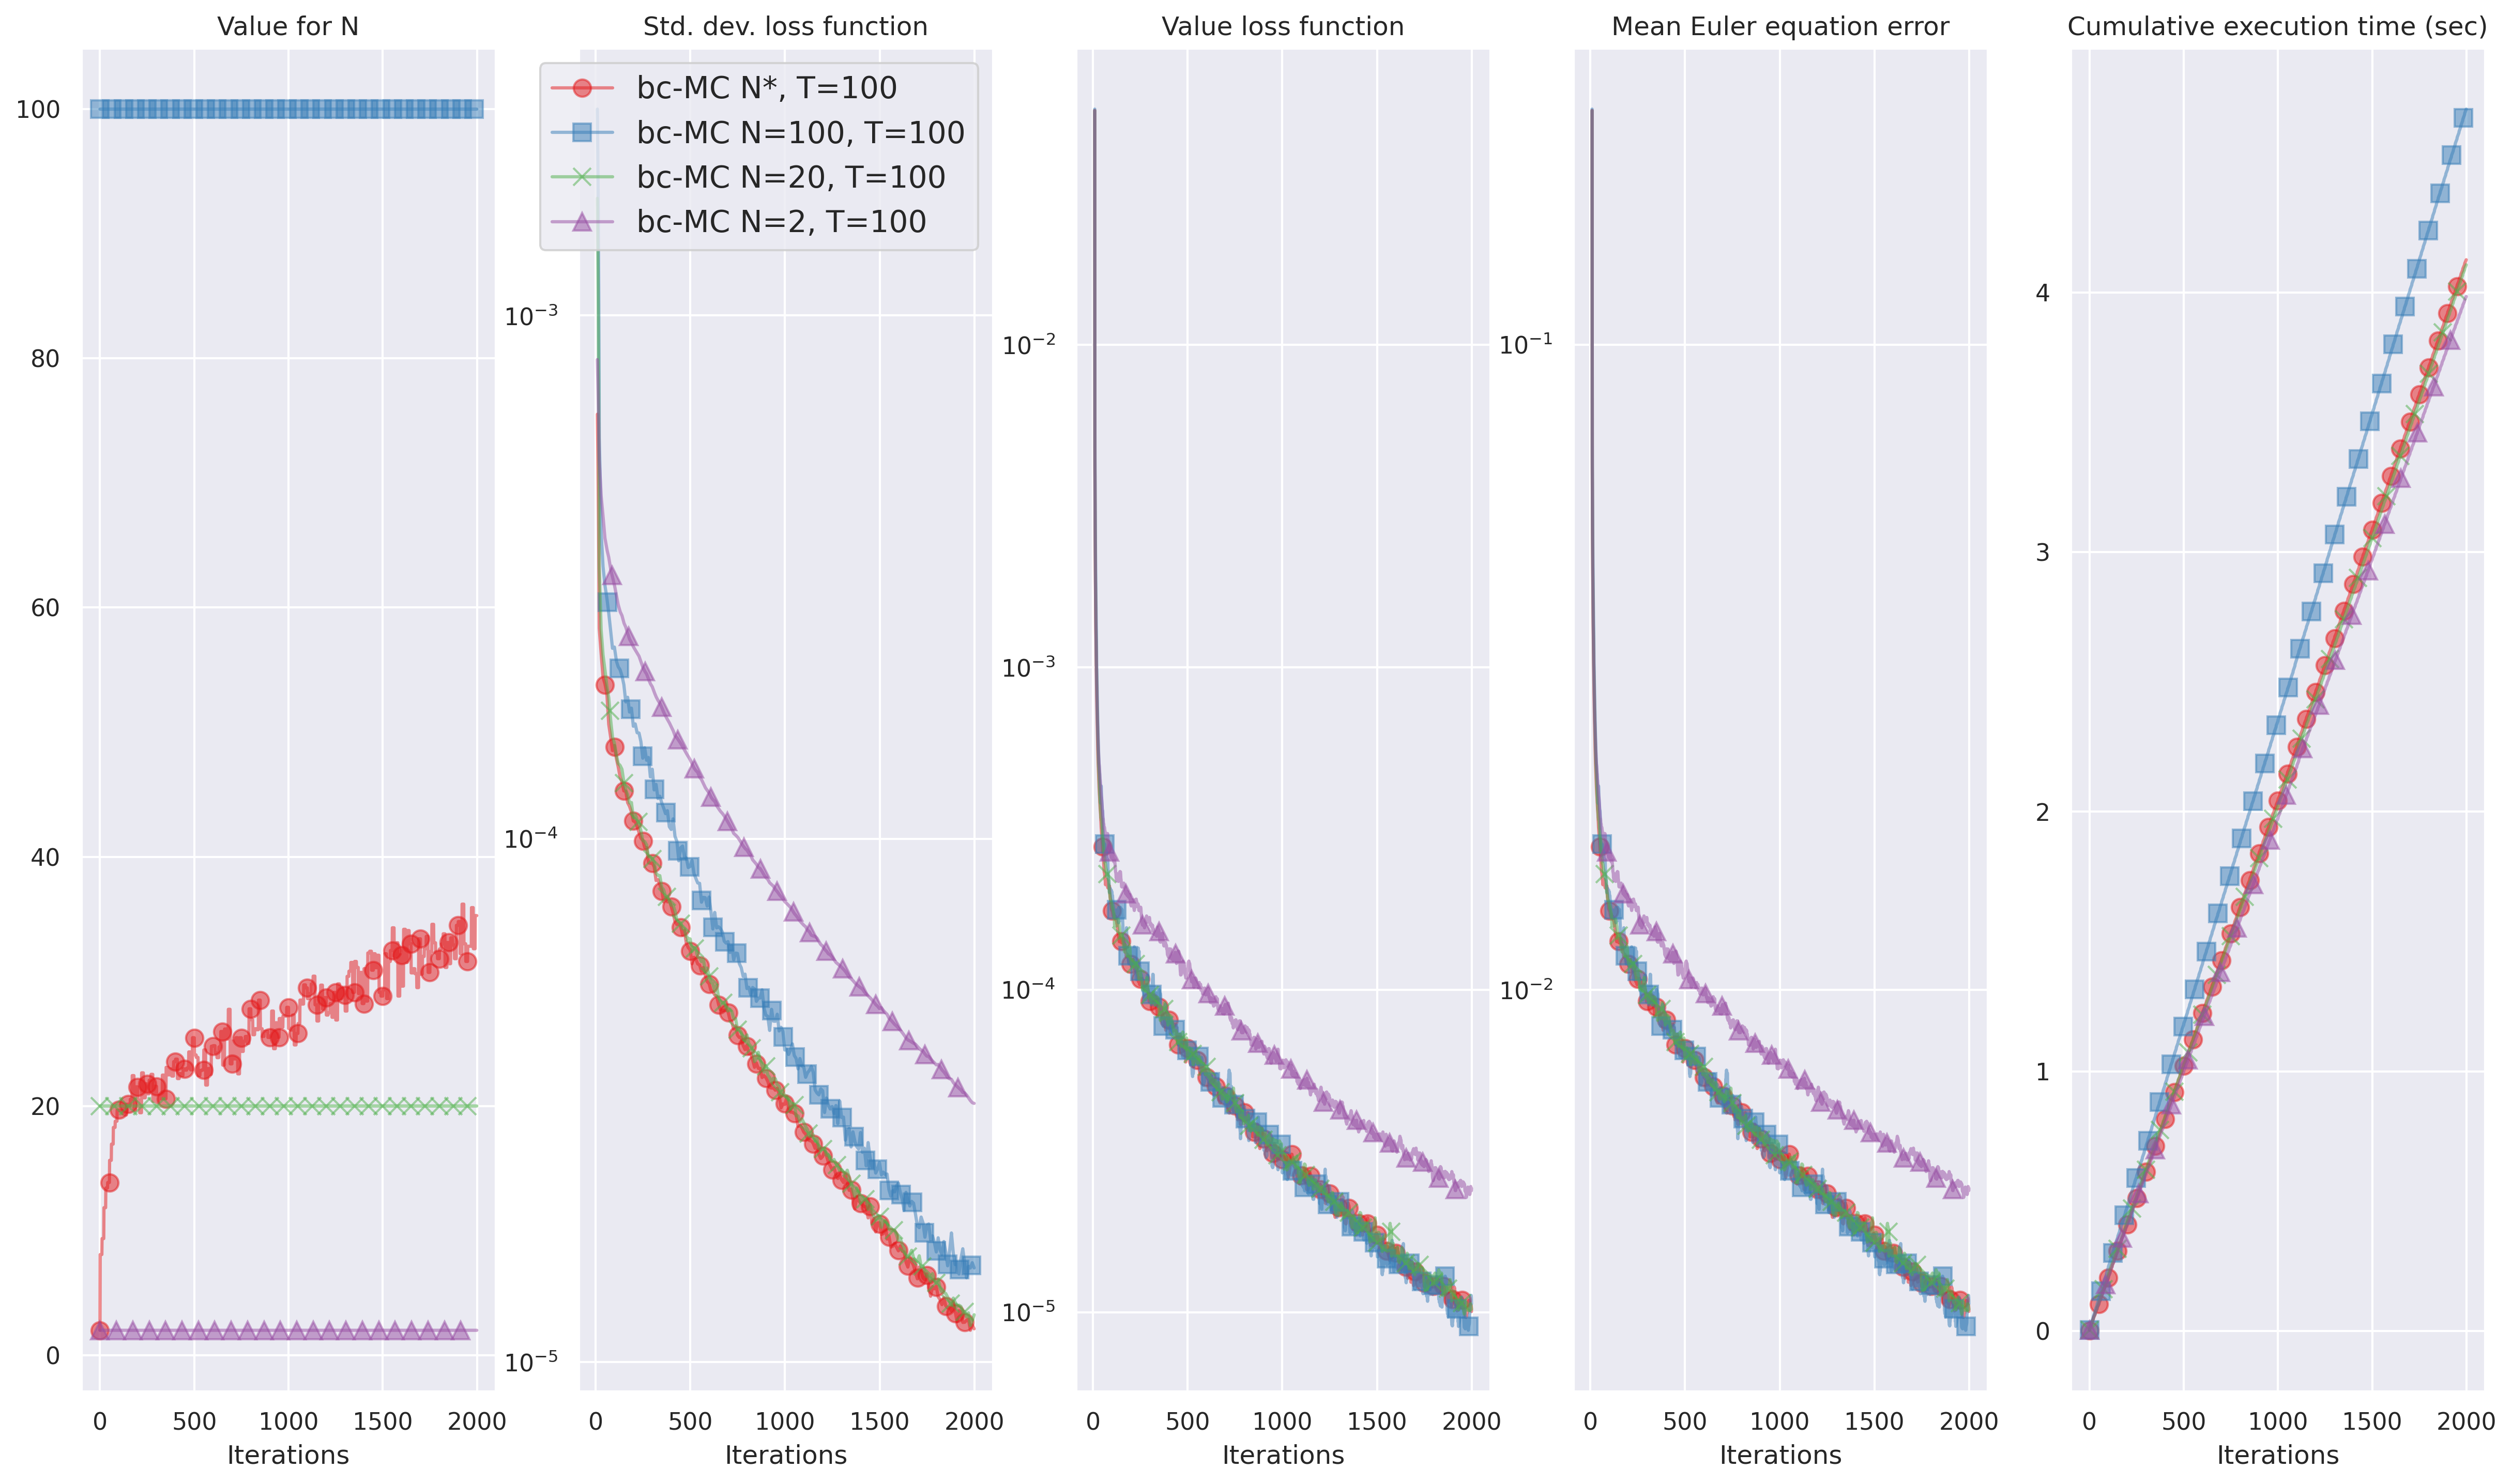 Value for N
100
80
60
40
20
0
0 500 1000 1500 2000
Iterations
Std. dev. loss function
bc-MC N*, T=100
bc-MC N=100, T=100
bc-MC N=20, T=100
bc-MC N=2, T=100
10⁻³
10⁻⁴
10⁻⁵
0 500 1000 1500 2000
Iterations
Value loss function
10⁻²
10⁻³
10⁻⁴
10⁻⁵
0 500 1000 1500 2000
Iterations
Mean Euler equation error
10⁻¹
10⁻²
0 500 1000 1500 2000
Iterations
Cumulative execution time (sec)
4
3
2
1
0
0 500 1000 1500 2000
Iterations